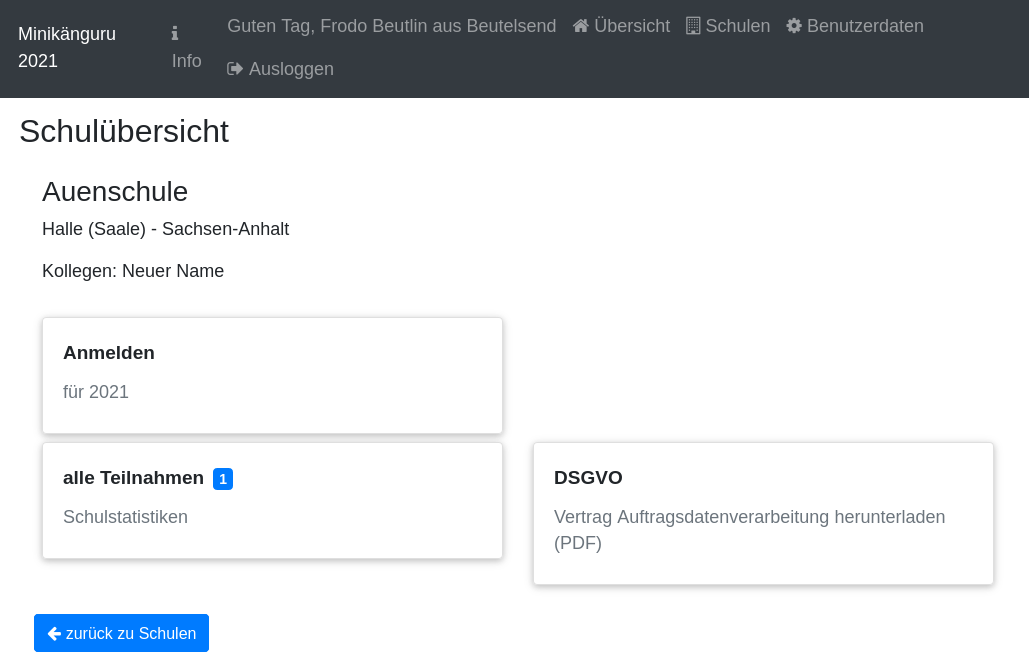 Minikänguru
2021
Info
Guten Tag, Frodo Beutlin aus Beutelsend Übersicht Schulen Benutzerdaten
Ausloggen
Schulübersicht
Auenschule
Halle (Saale) - Sachsen-Anhalt
Kollegen: Neuer Name
Anmelden
für 2021
alle Teilnahmen 1
Schulstatistiken
DSGVO
Vertrag Auftragsdatenverarbeitung herunterladen
(PDF)
zurück zu Schulen